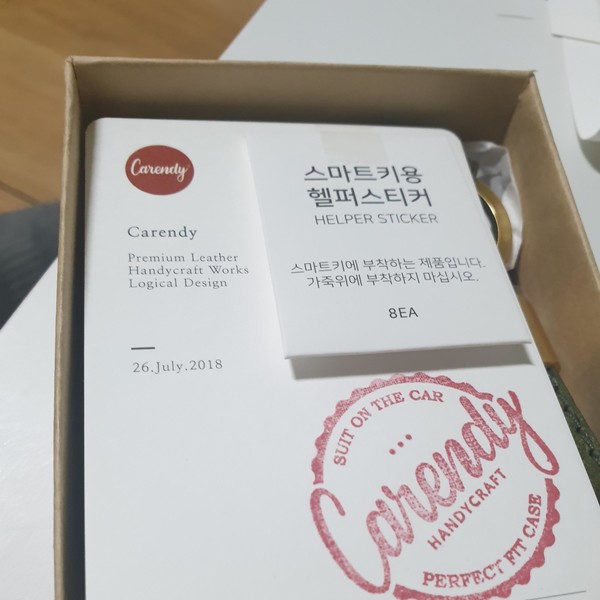 Carendy
Carendy
Premium Leather
Handycraft Works
Logical Design
26.July.2018
스마트키용
헬퍼스티커
HELPER STICKER
스마트키에 부착하는 제품입니다.
가죽위에 부착하지 마십시오.
8EA
SUIT ON THE CAR
Carendy
HANDYCRAFT
PERFECT FIT CASE